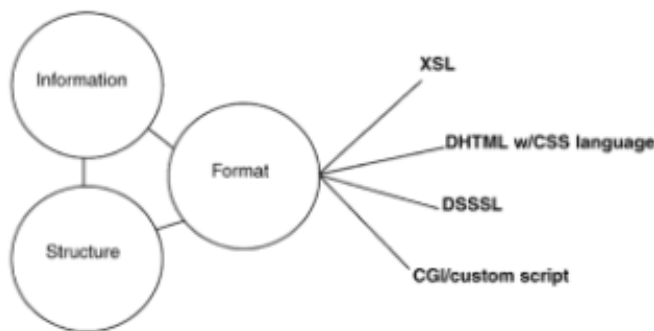 Information
XSL
DHTML w/CSS language
Format
DSSSL
Structure
CGI/custom script